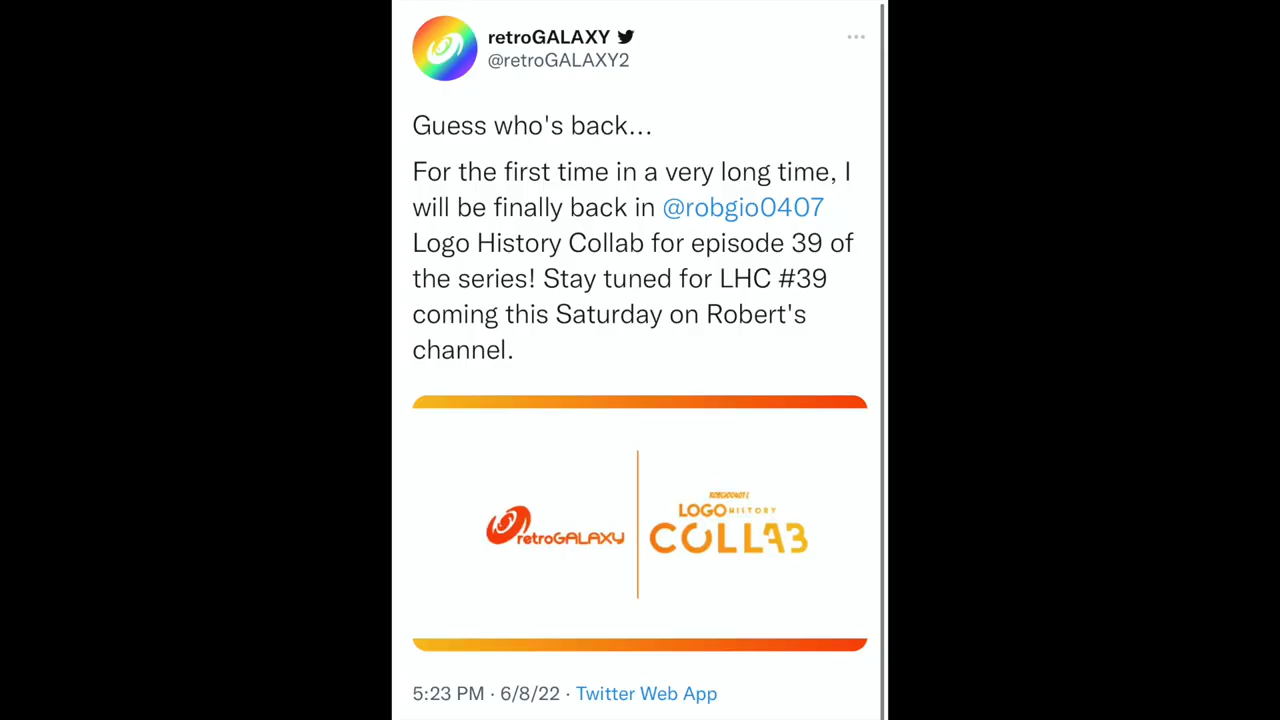 retroGALAXY
@retroGALAXY2
Guess who's back...
For the first time in a very long time, I
will be finally back in @robgio0407
Logo History Collab for episode 39 of
the series! Stay tuned for LHC #39
coming this Saturday on Robert's
channel.
ROBGIO0407'S
LOGO HISTORY
COLLAB
retroGALAXY
5:23 PM · 6/8/22 · Twitter Web App